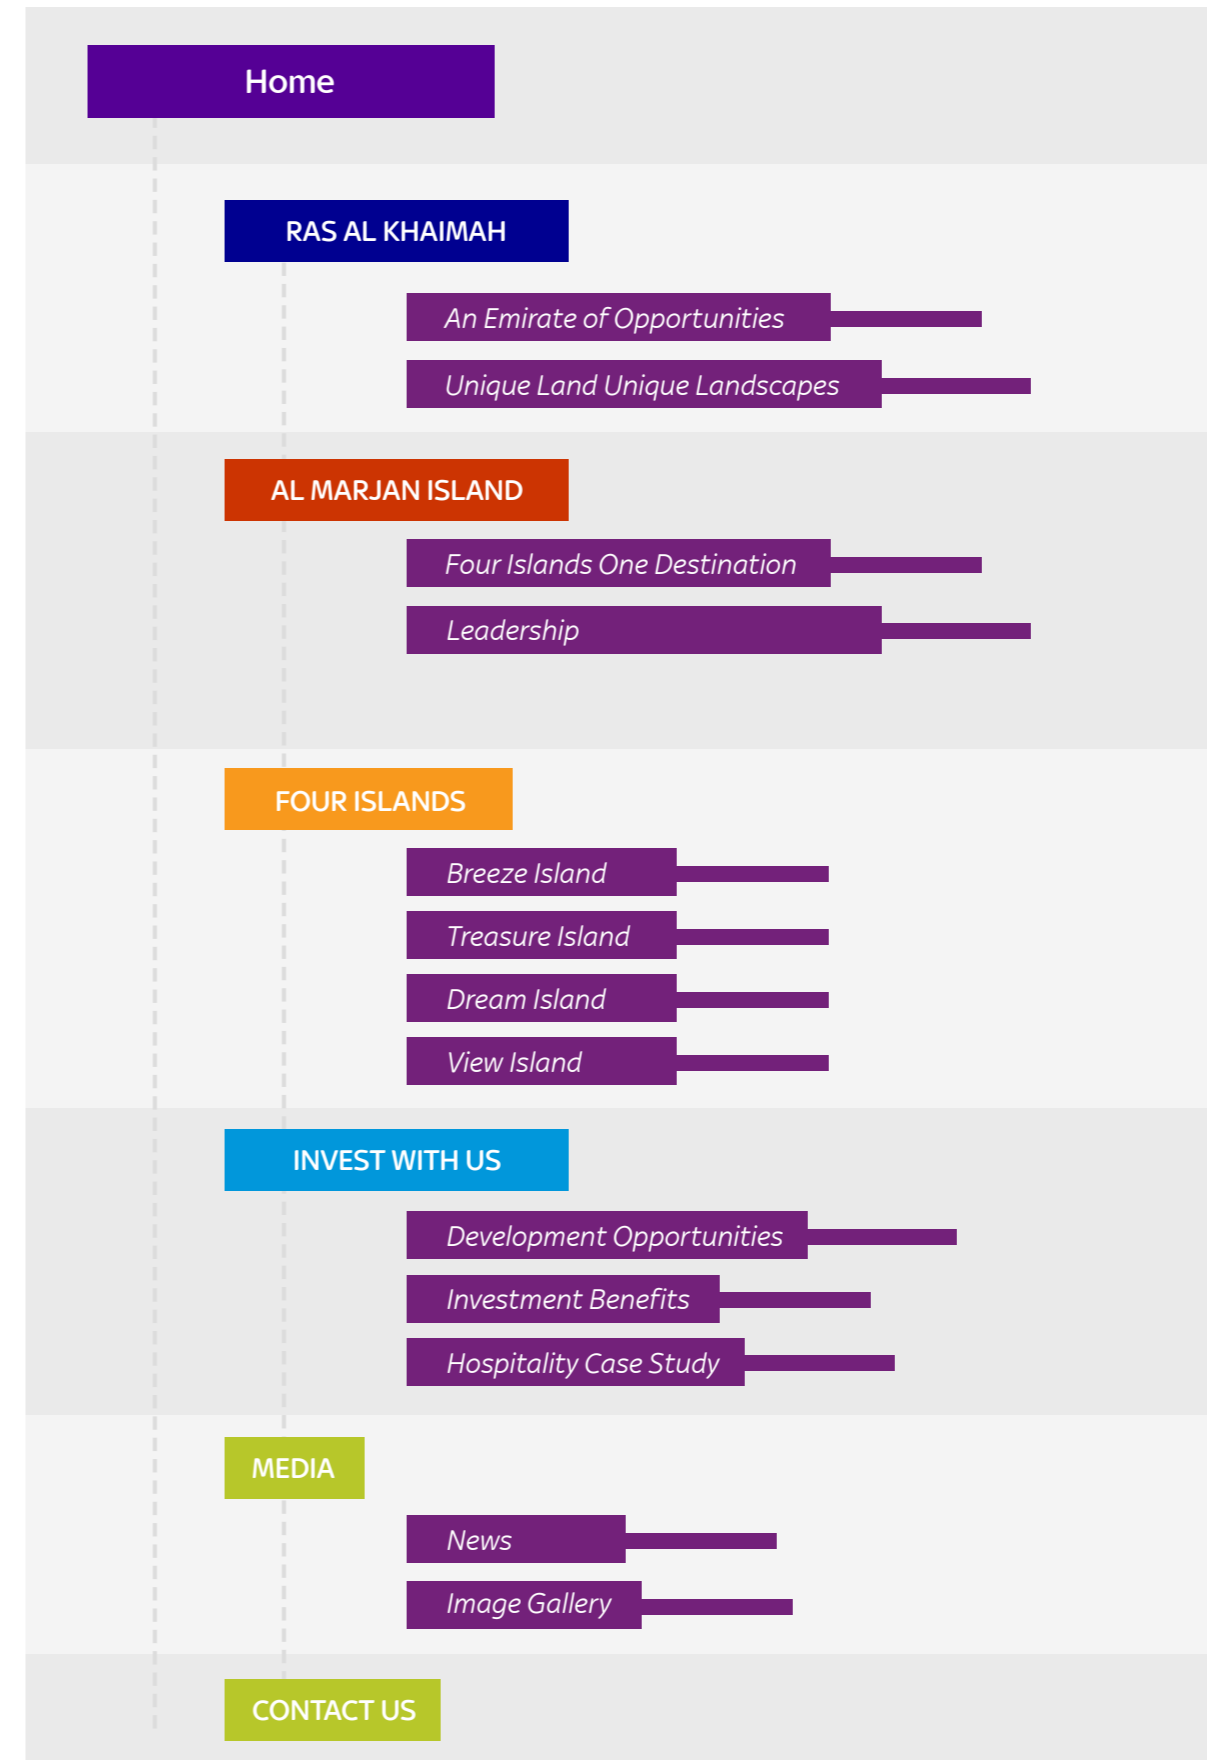 Home
RAS AL KHAIMAH
An Emirate of Opportunities
Unique Land Unique Landscapes
AL MARJAN ISLAND
Four Islands One Destination
Leadership
FOUR ISLANDS
Breeze Island
Treasure Island
Dream Island
View Island
INVEST WITH US
Development Opportunities
Investment Benefits
Hospitality Case Study
MEDIA
News
Image Gallery
CONTACT US